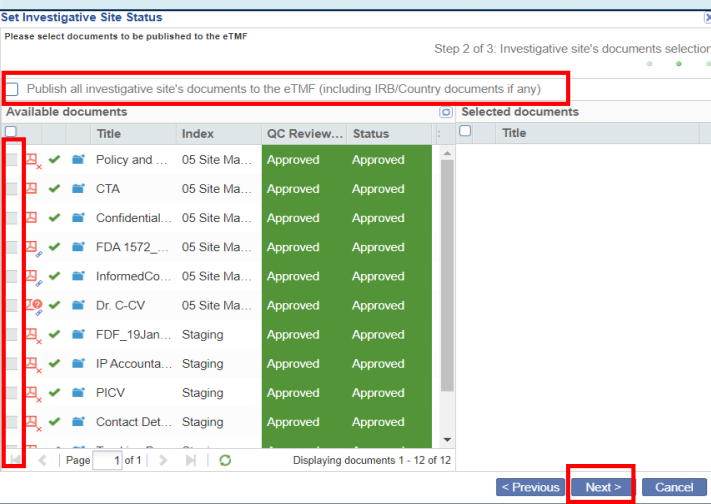 Set Investigative Site Status
Please select documents to be published to the eTMF
Step 2 of 3: Investigative site's documents selection
Publish all investigative site's documents to the eTMF (including IRB/Country documents if any)
Available documents Selected documents
Title Index QC Review... Status Title
Policy and ... 05 Site Ma... Approved Approved
CTA 05 Site Ma... Approved Approved
Confidential... 05 Site Ma... Approved Approved
FDA 1572_... 05 Site Ma... Approved Approved
InformedCo... 05 Site Ma... Approved Approved
Dr. C-CV 05 Site Ma... Approved Approved
FDF_19Jan... Staging Approved Approved
IP Accounta... Staging Approved Approved
PICV Staging Approved Approved
Contact Det... Staging Approved Approved
Page 1 of 1 Displaying documents 1 - 12 of 12
< Previous Next > Cancel